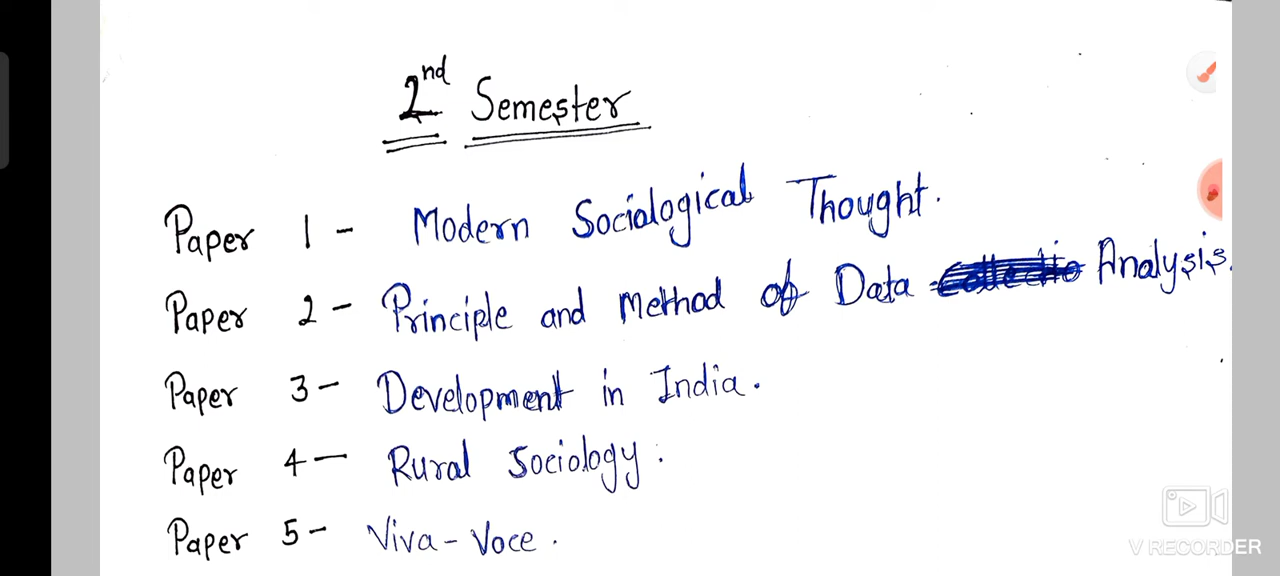 2nd Semester
Paper 1 - Modern Sociological Thought.
Paper 2 - Principle and Method of Data Analysis.
Paper 3 - Development in India.
Paper 4 - Rural Sociology.
Paper 5 - Viva - Voce.
V RECORDER